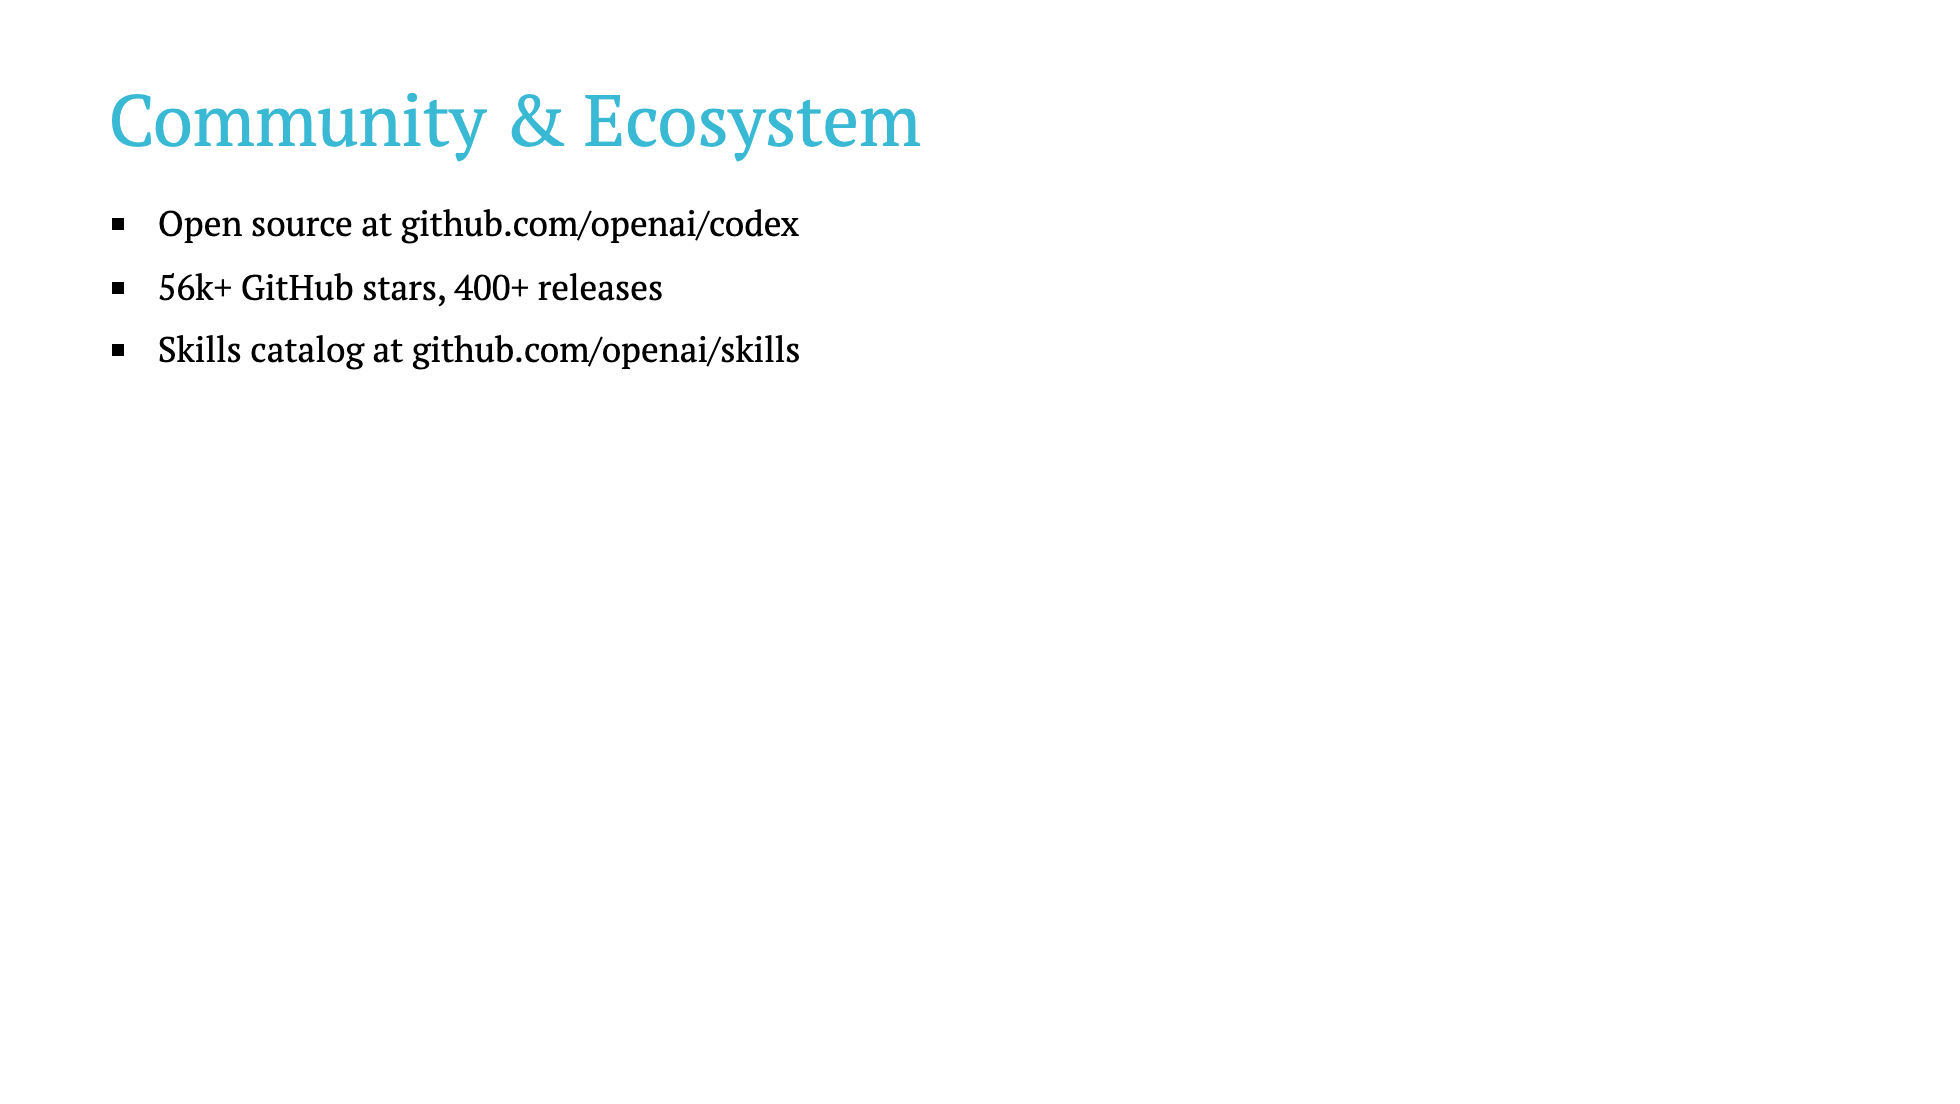 Community & Ecosystem
▪ Open source at github.com/openai/codex
▪ 56k+ GitHub stars, 400+ releases
▪ Skills catalog at github.com/openai/skills